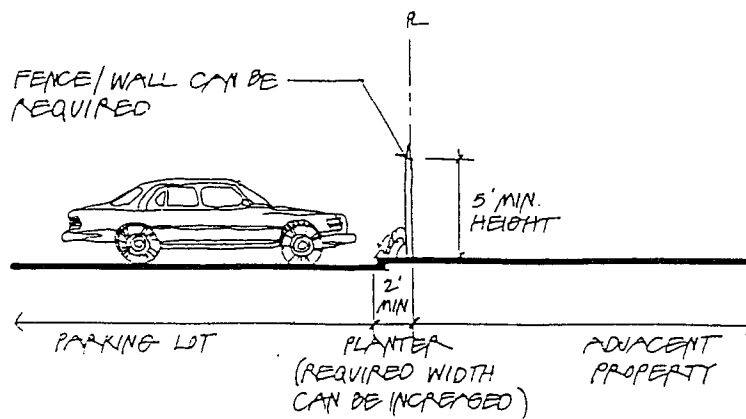 PL
FENCE/WALL CAN BE
REQUIRED
5' MIN.
HEIGHT
2'
MIN
PARKING LOT
PLANTER
(REQUIRED WIDTH
CAN BE INCREASED)
ADJACENT
PROPERTY